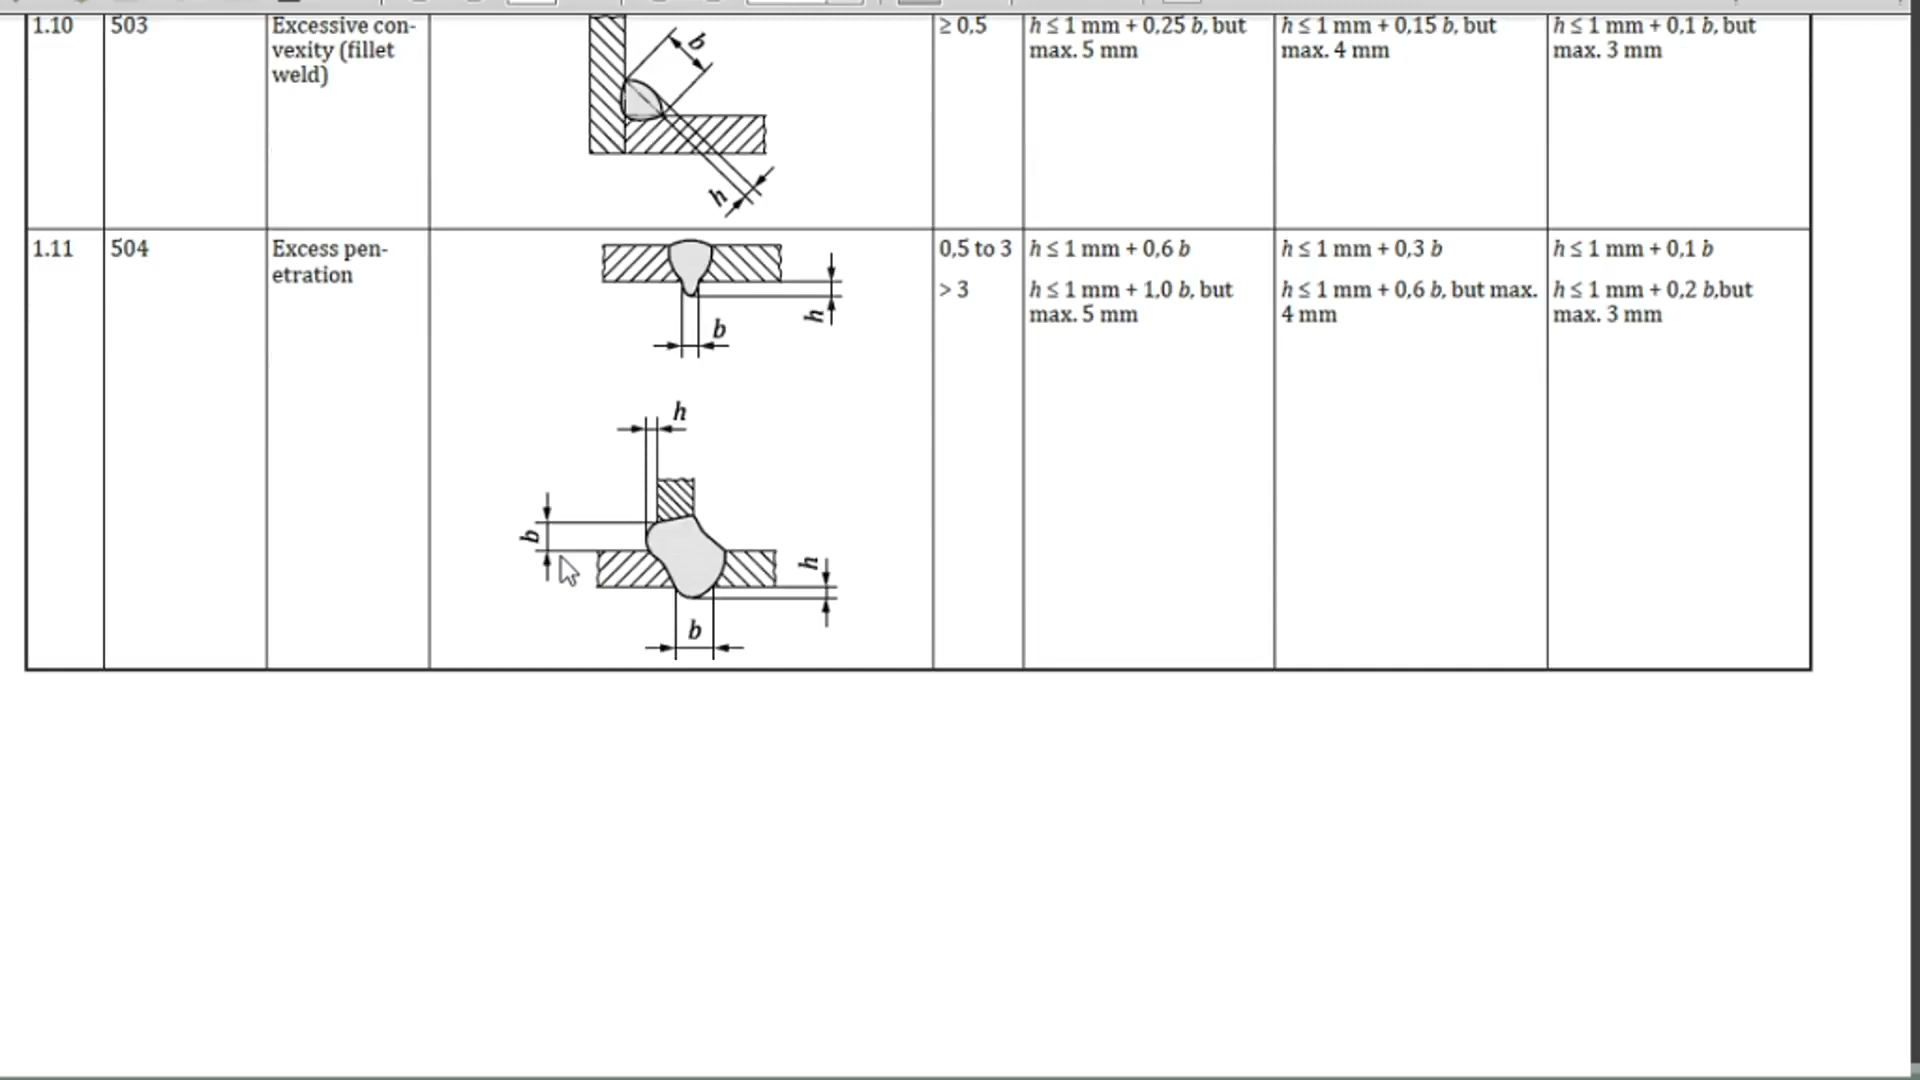 1.10 503 Excessive con- ≥ 0,5 h ≤ 1 mm + 0,25 b, but h ≤ 1 mm + 0,15 b, but h ≤ 1 mm + 0,1 b, but
vexity (fillet max. 5 mm max. 4 mm max. 3 mm
weld)
b
h
1.11 504 Excess pen- 0,5 to 3 h ≤ 1 mm + 0,6 b h ≤ 1 mm + 0,3 b h ≤ 1 mm + 0,1 b
etration
> 3 h ≤ 1 mm + 1,0 b, but h ≤ 1 mm + 0,6 b, but max. h ≤ 1 mm + 0,2 b,but
max. 5 mm 4 mm max. 3 mm
h
b
h
b
h
b